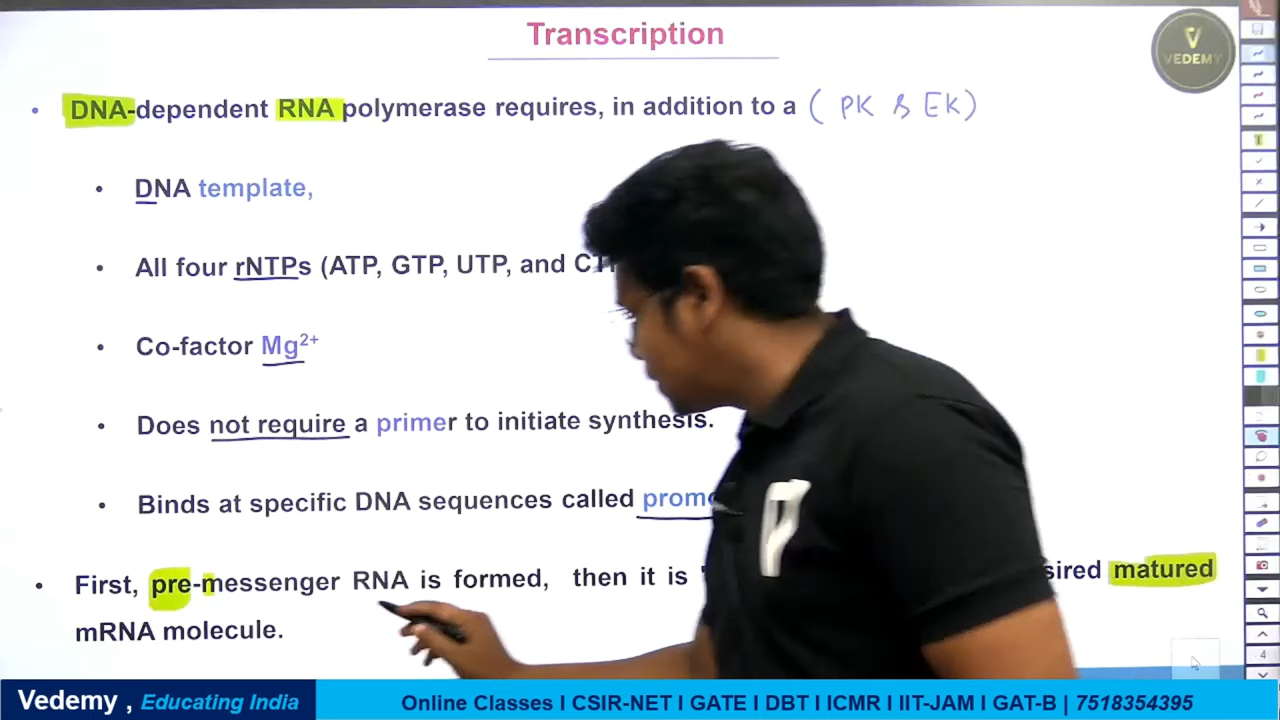 Transcription
V
VEDEMY
• DNA-dependent RNA polymerase requires, in addition to a ( PK & EK)
• DNA template,
• All four rNTPs (ATP, GTP, UTP, and
• Co-factor Mg²⁺
• Does not require a primer to initiate synthesis.
• Binds at specific DNA sequences called
• First, pre-messenger RNA is formed, then it is matured
mRNA molecule.
4
Vedemy , Educating India
Online Classes I CSIR-NET I GATE I DBT I ICMR I IIT-JAM I GAT-B | 7518354395